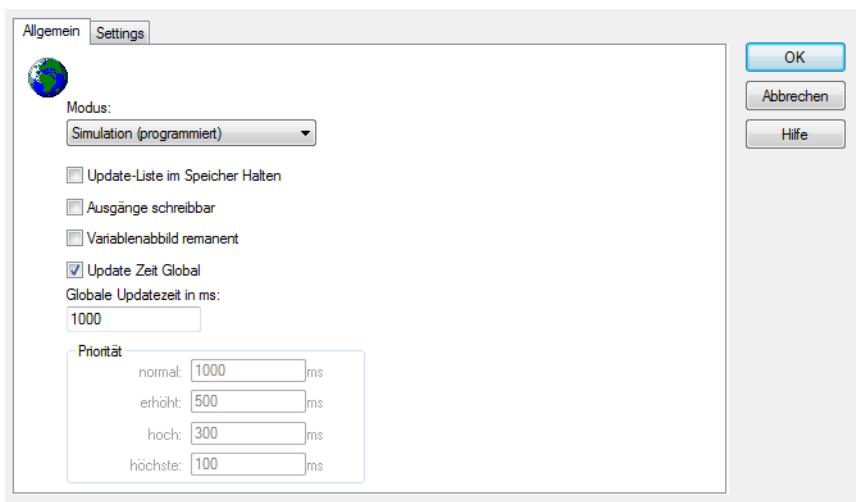 Allgemein Settings
OK
Abbrechen
Hilfe
Modus:
Simulation (programmiert)
Update-Liste im Speicher Halten
Ausgänge schreibbar
Variablenabbild remanent
Update Zeit Global
Globale Updatezeit in ms:
1000
Priorität
normal: 1000 ms
erhöht: 500 ms
hoch: 300 ms
höchste: 100 ms